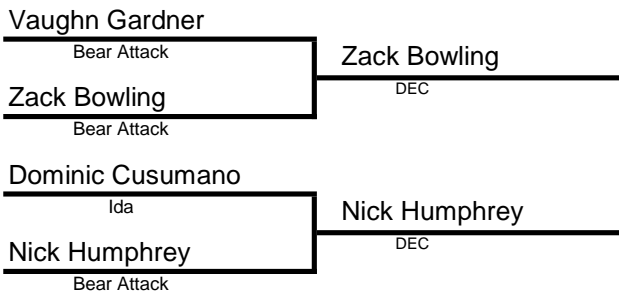 Vaughn Gardner
Bear Attack
Zack Bowling
DEC
Zack Bowling
Bear Attack
Dominic Cusumano
Ida
Nick Humphrey
DEC
Nick Humphrey
Bear Attack